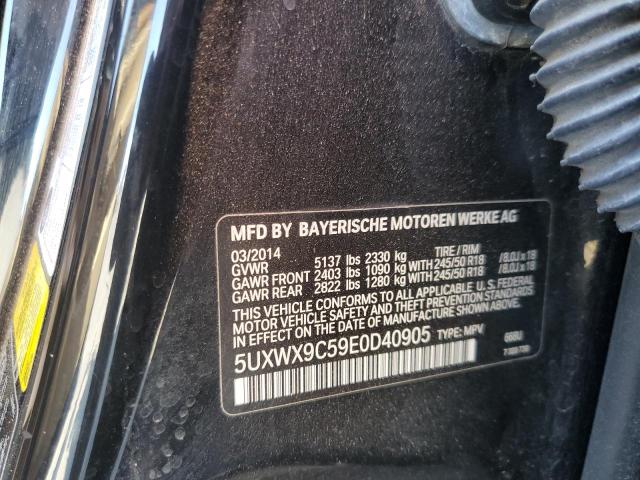 MFD BY BAYERISCHE MOTOREN WERKE AG
03/2014 TIRE / RIM
GVWR 5137 lbs 2330 kg
GAWR FRONT 2403 lbs 1090 kg WITH 245/50 R18 / 8.0J x 18
GAWR REAR 2822 lbs 1280 kg WITH 245/50 R18 / 8.0J x 18
THIS VEHICLE CONFORMS TO ALL APPLICABLE U.S. FEDERAL
MOTOR VEHICLE SAFETY AND THEFT PREVENTION STANDARDS
IN EFFECT ON THE DATE OF MANUFACTURE SHOWN ABOVE.
5UXWX9C59E0D40905 TYPE: MPV